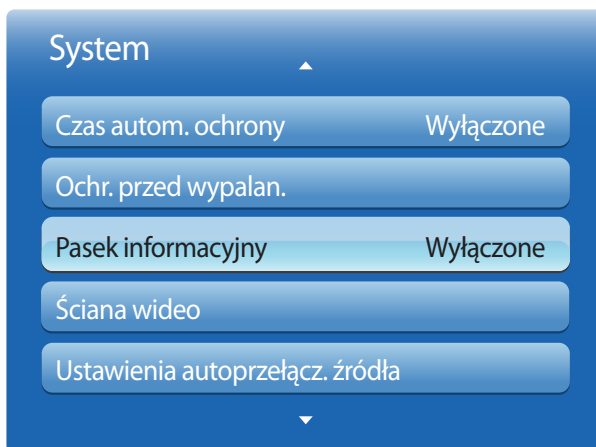 System
Czas autom. ochrony Wyłączone
Ochr. przed wypalan.
Pasek informacyjny Wyłączone
Ściana wideo
Ustawienia autoprzełącz. źródła